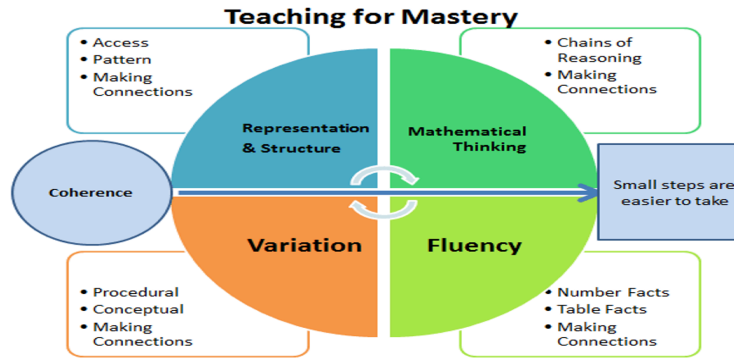 Teaching for Mastery
• Access
• Pattern
• Making
Connections
• Chains of
Reasoning
• Making
Connections
Representation
& Structure
Mathematical
Thinking
Coherence
Small steps are
easier to take
Variation
Fluency
• Procedural
• Conceptual
• Making
Connections
• Number Facts
• Table Facts
• Making
Connections